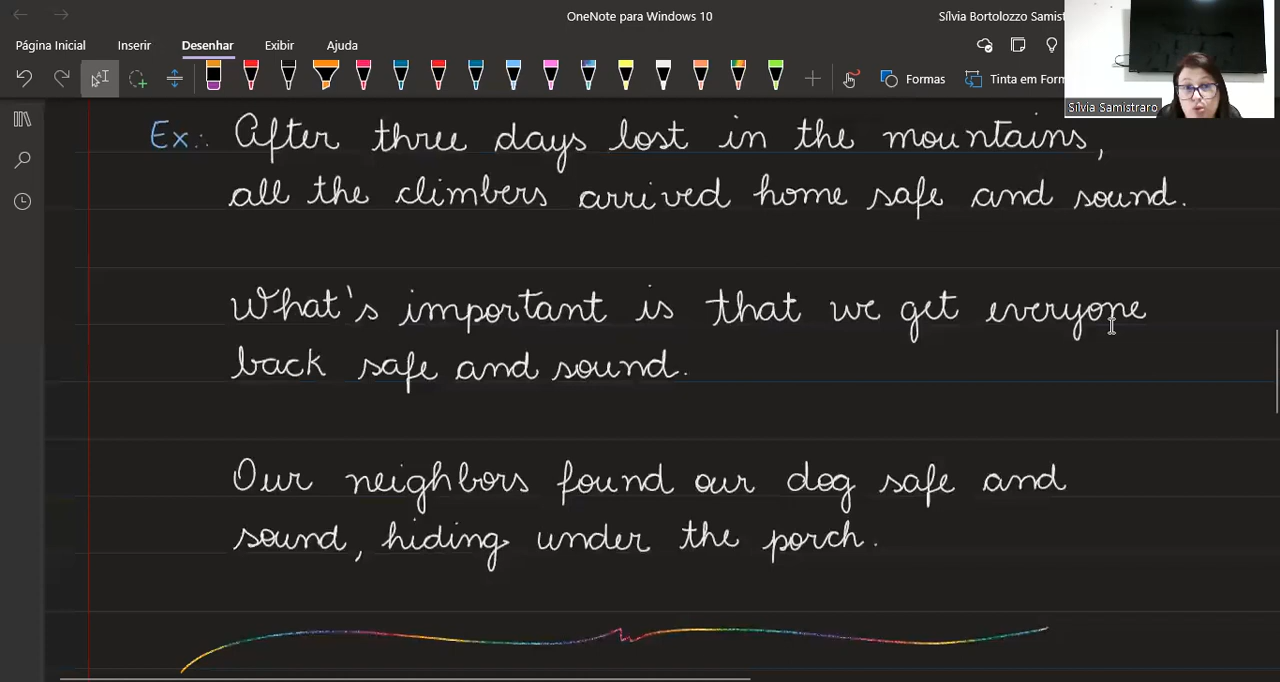 OneNote para Windows 10
Sílvia Bortolozzo Samist
Página Inicial
Inserir
Desenhar
Exibir
Ajuda
Formas
Tinta em Form
Sílvia Samistraro
Ex.: After three days lost in the mountains,
all the climbers arrived home safe and sound.
What's important is that we get everyone
back safe and sound.
Our neighbors found our dog safe and
sound, hiding under the porch.